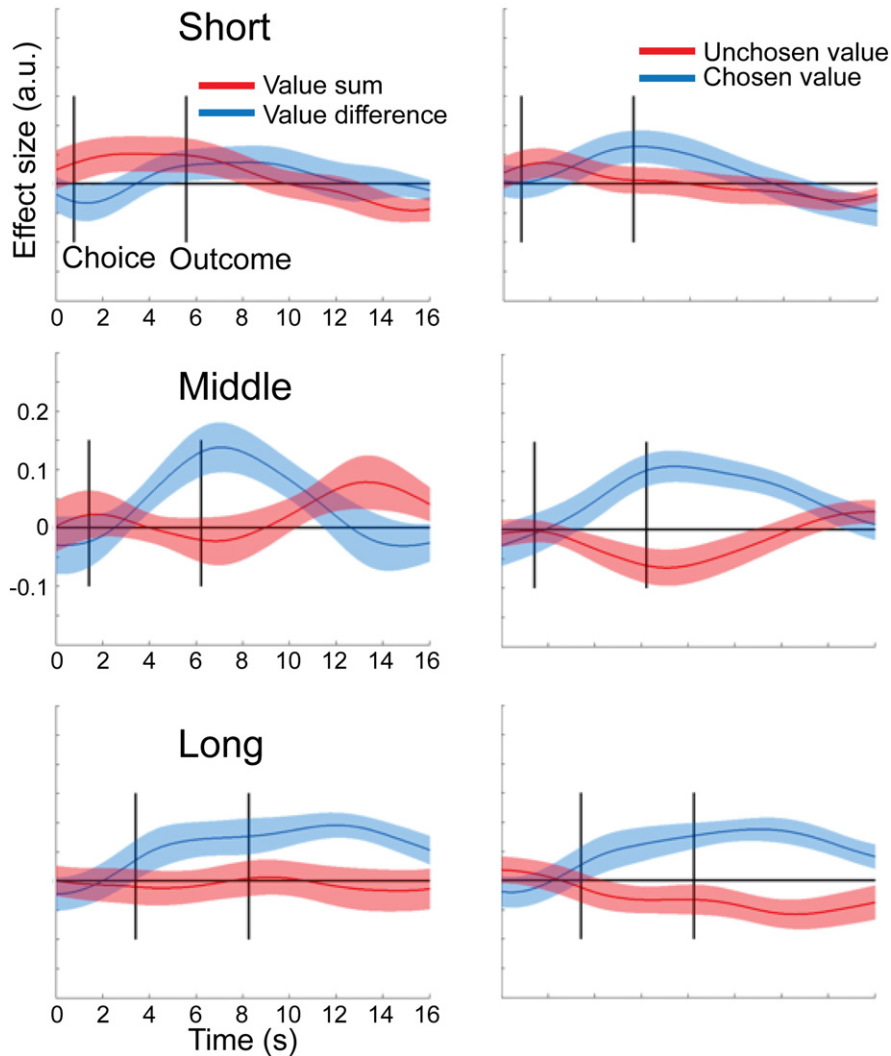 Short
Effect size (a.u.)
Value sum
Value difference
Unchosen value
Chosen value
Choice
Outcome
0 2 4 6 8 10 12 14 16
Middle
0.2
0.1
0
-0.1
0 2 4 6 8 10 12 14 16
Long
0 2 4 6 8 10 12 14 16
Time (s)